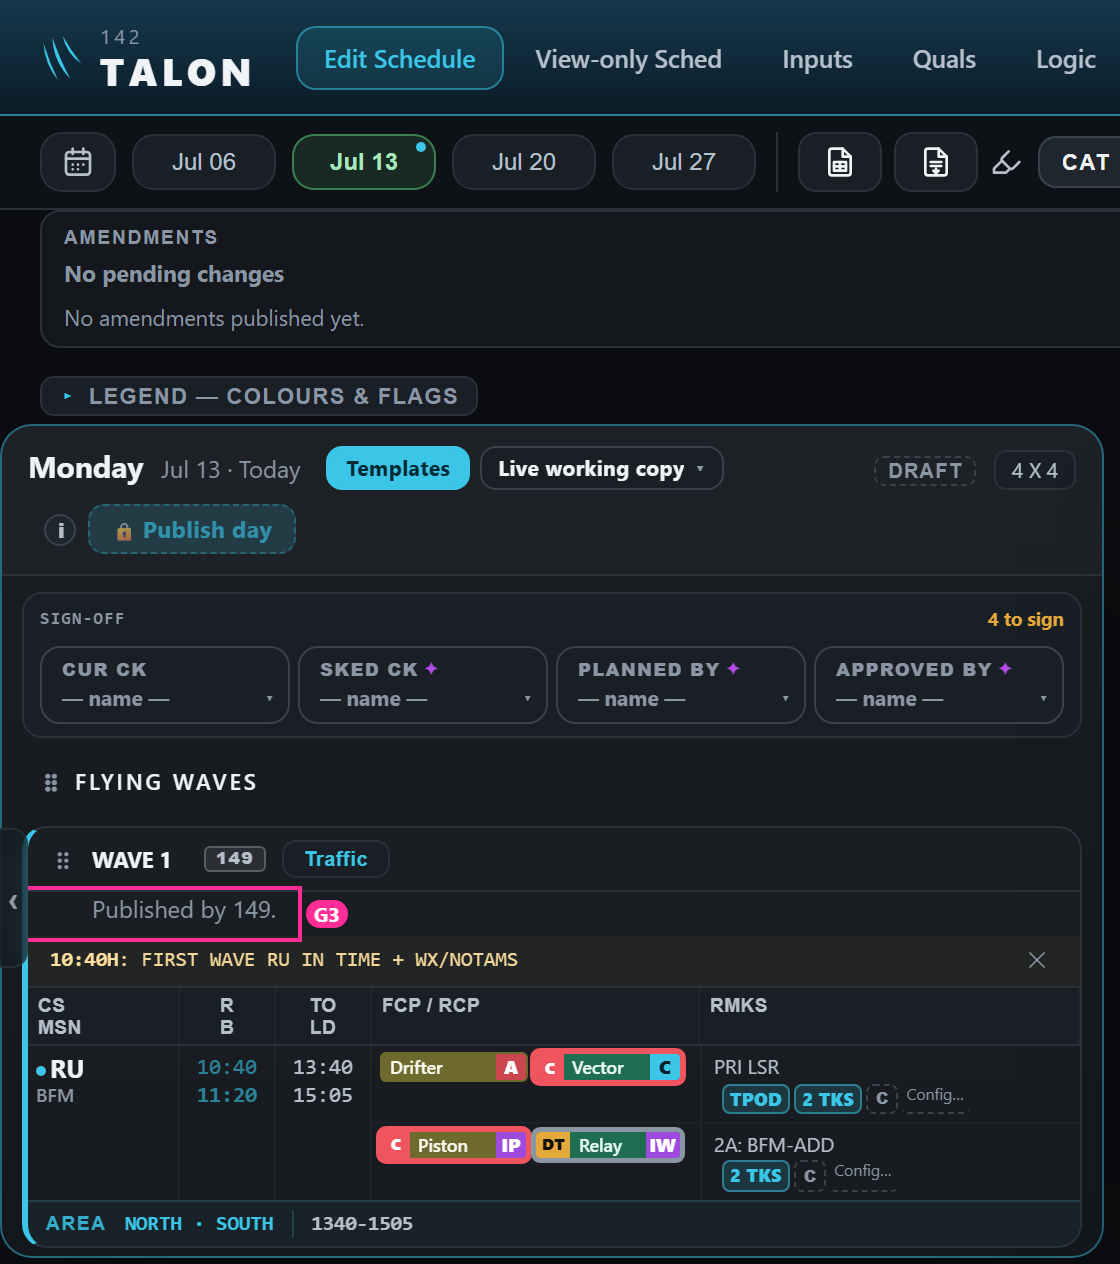 142
TALON
Edit Schedule
View-only Sched
Inputs
Quals
Logic
Jul 06
Jul 13
Jul 20
Jul 27
CAT
AMENDMENTS
No pending changes
No amendments published yet.
LEGEND — COLOURS & FLAGS
Monday Jul 13 · Today
Templates
Live working copy
DRAFT
4 X 4
i
Publish day
SIGN-OFF
4 to sign
CUR CK
— name —
SKED CK
— name —
PLANNED BY
— name —
APPROVED BY
— name —
FLYING WAVES
WAVE 1
149
Traffic
Published by 149.
G3
10:40H: FIRST WAVE RU IN TIME + WX/NOTAMS
CS
MSN
R
B
TO
LD
FCP / RCP
RMKS
RU
BFM
10:40
11:20
13:40
15:05
Drifter A
C Vector C
PRI LSR
TPOD 2 TKS C Config...
C Piston IP
DT Relay IW
2A: BFM-ADD
2 TKS C Config...
AREA NORTH · SOUTH 1340-1505